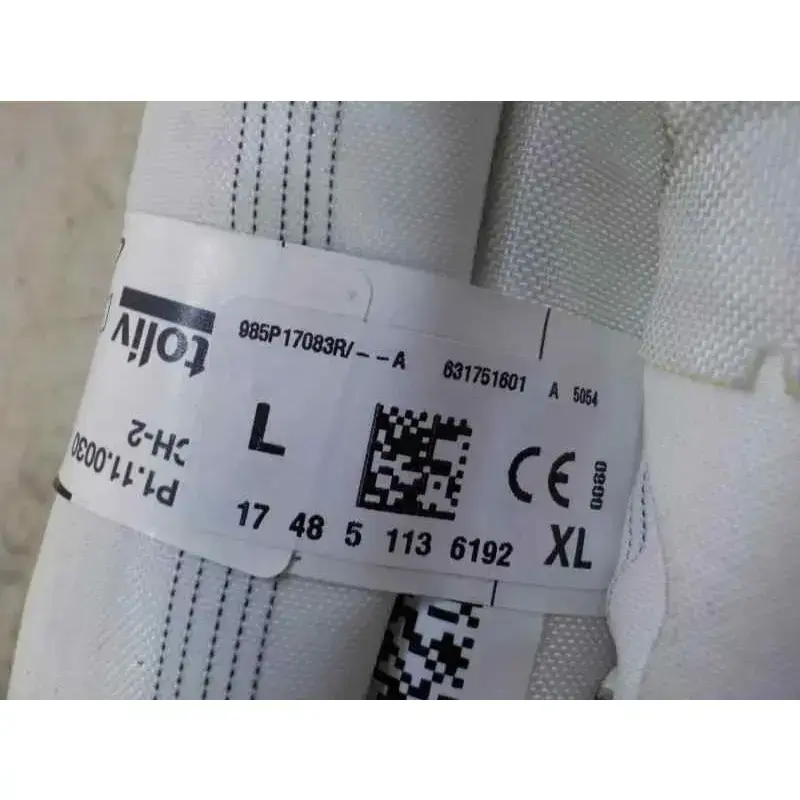 985P17083R/--A 631751601 A 5054
L
CE 0080
17 48 5 113 6192 XL
toliv
CH-2
P1.11.0030